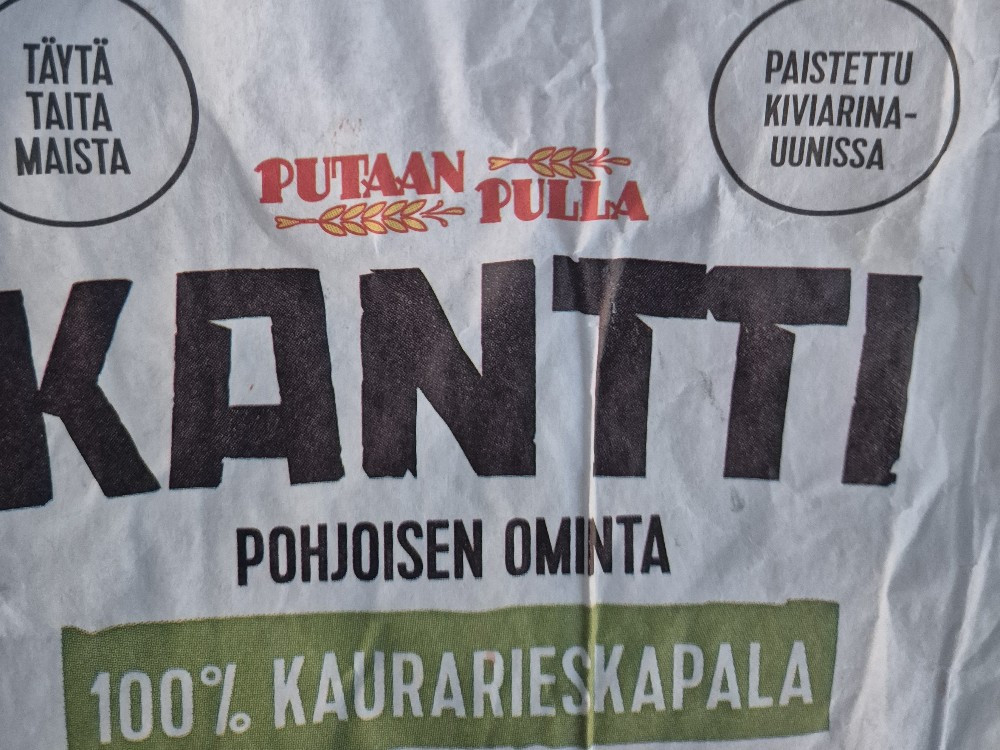 TÄYTÄ
TAITA
MAISTA
PAISTETTU
KIVIARINA-
UUNISSA
PUTAAN
PULLA
KANTTI
POHJOISEN OMINTA
100% KAURARIESKAPALA